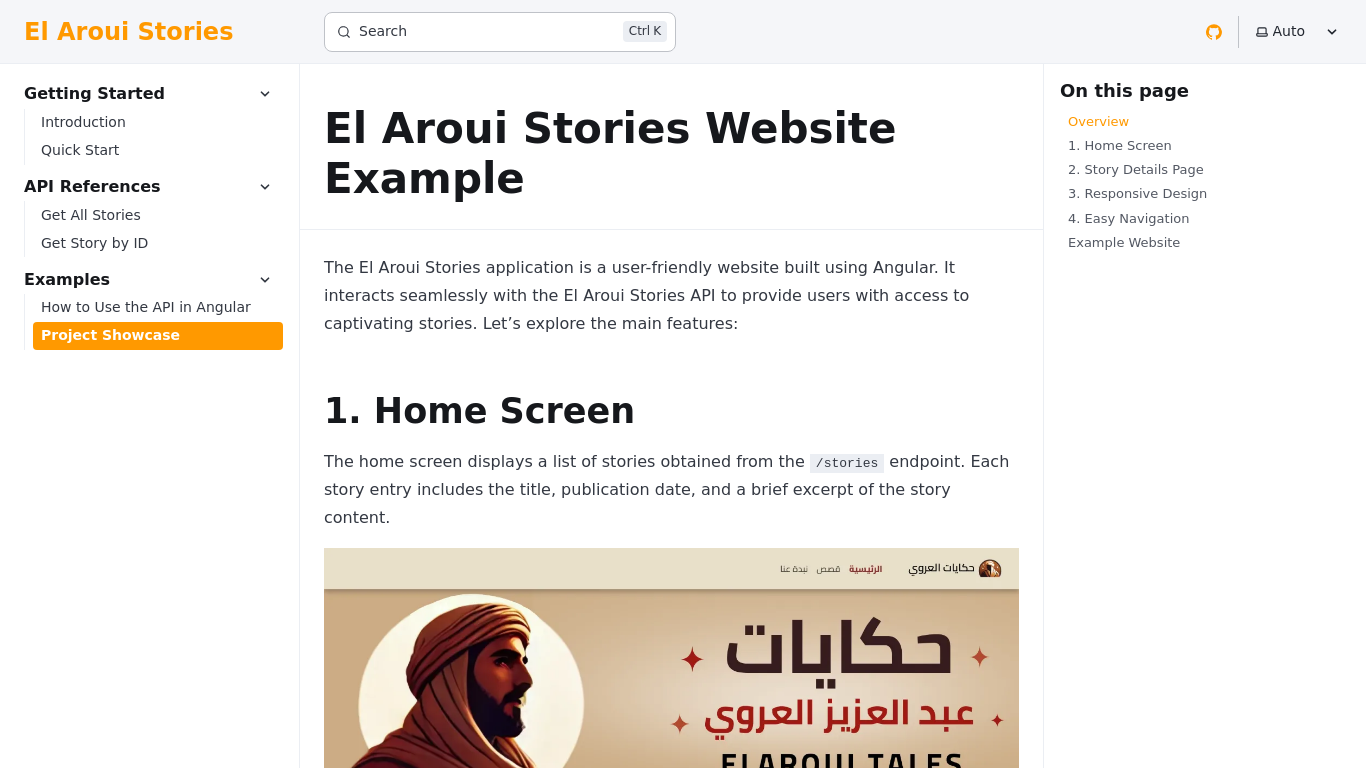 El Aroui Stories
Search
Ctrl K
Auto
Getting Started
Introduction
Quick Start
API References
Get All Stories
Get Story by ID
Examples
How to Use the API in Angular
Project Showcase
El Aroui Stories Website
Example
The El Aroui Stories application is a user-friendly website built using Angular. It
interacts seamlessly with the El Aroui Stories API to provide users with access to
captivating stories. Let’s explore the main features:
1. Home Screen
The home screen displays a list of stories obtained from the /stories endpoint. Each
story entry includes the title, publication date, and a brief excerpt of the story
content.
حكايات العروي
الرئيسية قصص نبذة عنا
حكايات
عبد العزيز العروي
ELAROUI TALES
On this page
Overview
1. Home Screen
2. Story Details Page
3. Responsive Design
4. Easy Navigation
Example Website